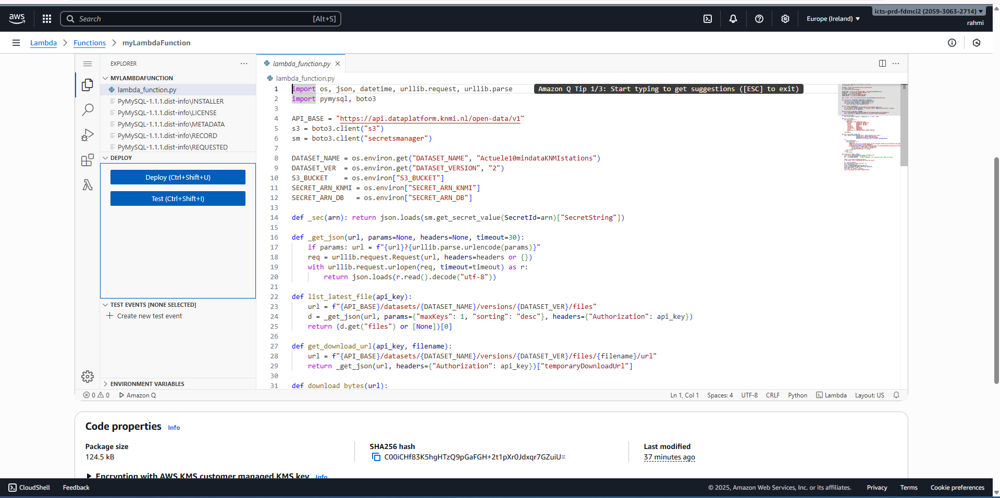 aws
Search [Alt+S]
Europe (Ireland)
icts-prd-fdmci2 (2059-3063-2714)
rahmi
Lambda
Functions
myLambdaFunction
EXPLORER
MYLAMBDAFUNCTION
lambda_function.py
PyMySQL-1.1.1.dist-info\INSTALLER
PyMySQL-1.1.1.dist-info\LICENSE
PyMySQL-1.1.1.dist-info\METADATA
PyMySQL-1.1.1.dist-info\RECORD
PyMySQL-1.1.1.dist-info\REQUESTED
DEPLOY
Deploy (Ctrl+Shift+U)
Test (Ctrl+Shift+I)
TEST EVENTS [NONE SELECTED]
Create new test event
ENVIRONMENT VARIABLES
lambda_function.py
lambda_function.py
1 import os, json, datetime, urllib.request, urllib.parse
Amazon Q Tip 1/3: Start typing to get suggestions ([ESC] to exit)
2 import pymysql, boto3
3
4 API_BASE = "https://api.dataplatform.knmi.nl/open-data/v1"
5 s3 = boto3.client("s3")
6 sm = boto3.client("secretsmanager")
7
8 DATASET_NAME = os.environ.get("DATASET_NAME", "Actuele10mindataKNMIstations")
9 DATASET_VER  = os.environ.get("DATASET_VERSION", "2")
10 S3_BUCKET    = os.environ["S3_BUCKET"]
11 SECRET_ARN_KNMI = os.environ["SECRET_ARN_KNMI"]
12 SECRET_ARN_DB   = os.environ["SECRET_ARN_DB"]
13
14 def _sec(arn): return json.loads(sm.get_secret_value(SecretId=arn)["SecretString"])
15
16 def _get_json(url, params=None, headers=None, timeout=30):
17     if params: url = f"{url}?{urllib.parse.urlencode(params)}"
18     req = urllib.request.Request(url, headers=headers or {})
19     with urllib.request.urlopen(req, timeout=timeout) as r:
20         return json.loads(r.read().decode("utf-8"))
21
22 def list_latest_file(api_key):
23     url = f"{API_BASE}/datasets/{DATASET_NAME}/versions/{DATASET_VER}/files"
24     d = _get_json(url, params={"maxKeys": 1, "sorting": "desc"}, headers={"Authorization": api_key})
25     return (d.get("files") or [None])[0]
26
27 def get_download_url(api_key, filename):
28     url = f"{API_BASE}/datasets/{DATASET_NAME}/versions/{DATASET_VER}/files/{filename}/url"
29     return _get_json(url, headers={"Authorization": api_key})["temporaryDownloadUrl"]
30
31 def download_bytes(url):
0 0 Amazon Q
Ln 1, Col 1 Spaces: 4 UTF-8 CRLF Python Lambda Layout: US
Code properties Info
Package size
124.5 kB
SHA256 hash
C00iCHf83K5hgHTzQ9pGaFGH+2t1pXr0Jdxqr7GZuiU=
Last modified
37 minutes ago
Encryption with AWS KMS customer managed KMS key Info
CloudShell Feedback
© 2025, Amazon Web Services, Inc. or its affiliates. Privacy Terms Cookie preferences